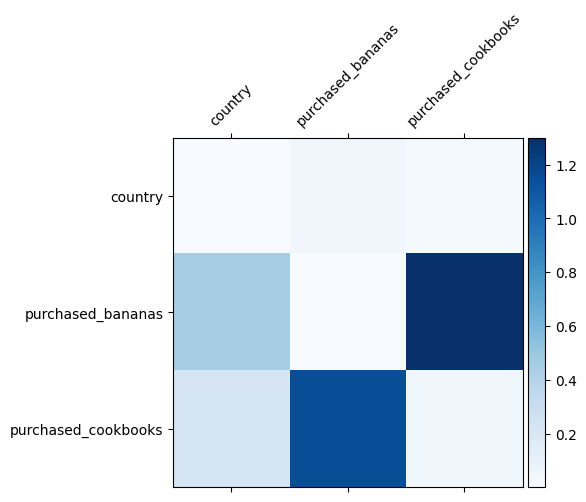 country
purchased_bananas
purchased_cookbooks
country
purchased_bananas
purchased_cookbooks
1.2
1.0
0.8
0.6
0.4
0.2